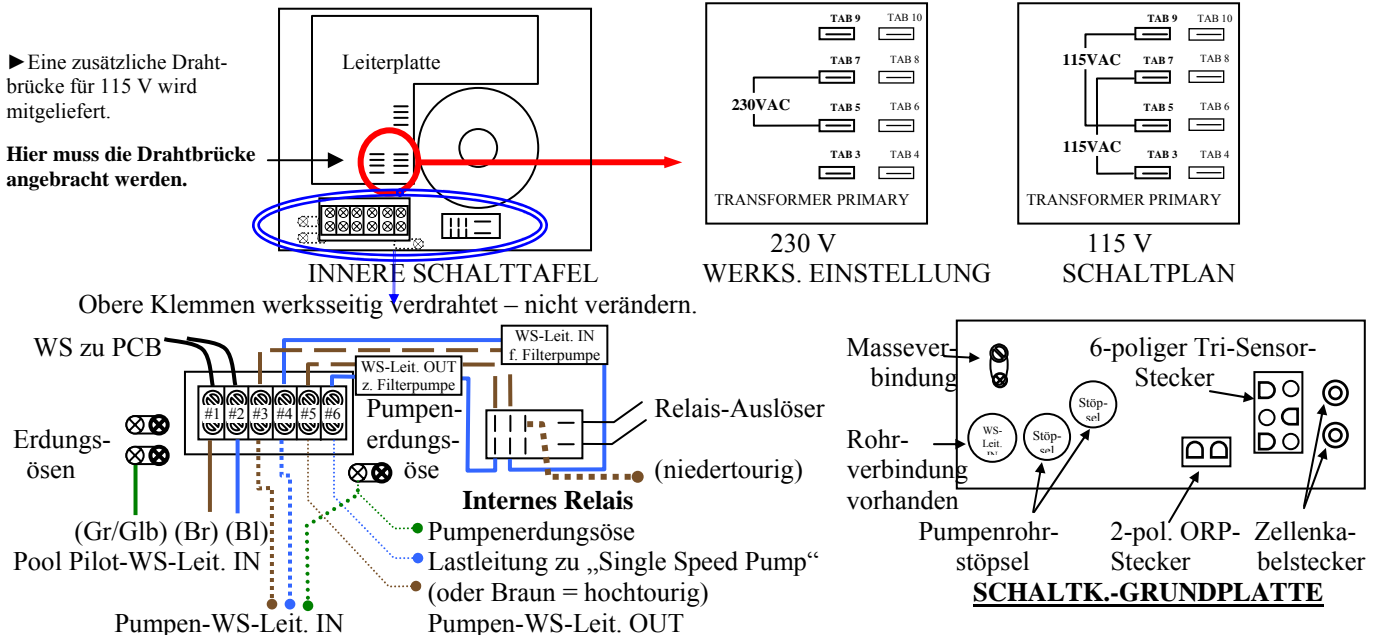 ►Eine zusätzliche Draht-
brücke für 115 V wird
mitgeliefert.
Hier muss die Drahtbrücke
angebracht werden.
Leiterplatte
INNERE SCHALTTAFEL
TAB 9 TAB 10
TAB 7 TAB 8
230VAC
TAB 5 TAB 6
TAB 3 TAB 4
TRANSFORMER PRIMARY
230 V
WERKS. EINSTELLUNG
TAB 9 TAB 10
115VAC TAB 7 TAB 8
TAB 5 TAB 6
115VAC
TAB 3 TAB 4
TRANSFORMER PRIMARY
115 V
SCHALTPLAN
Obere Klemmen werksseitig verdrahtet – nicht verändern.
WS zu PCB
WS-Leit. IN
f. Filterpumpe
WS-Leit. OUT
z. Filterpumpe
#1 #2 #3 #4 #5 #6
Erdungs-
ösen
Pumpen-
erdungs-
öse
Relais-Auslöser
(niedertourig)
Internes Relais
(Gr/Glb) (Br) (Bl)
Pool Pilot-WS-Leit. IN
Pumpenerdungsöse
Lastleitung zu „Single Speed Pump“
(oder Braun = hochtourig)
Pumpen-WS-Leit. IN
Pumpen-WS-Leit. OUT
Massever-
bindung
6-poliger Tri-Sensor-
Stecker
WS-
Leit.
IN
Stöp-
sel
Stöp-
sel
Rohr-
verbindung
vorhanden
Pumpenrohr-
stöpsel
2-pol. ORP-
Stecker
Zellenka-
belstecker
SCHALTK.-GRUNDPLATTE